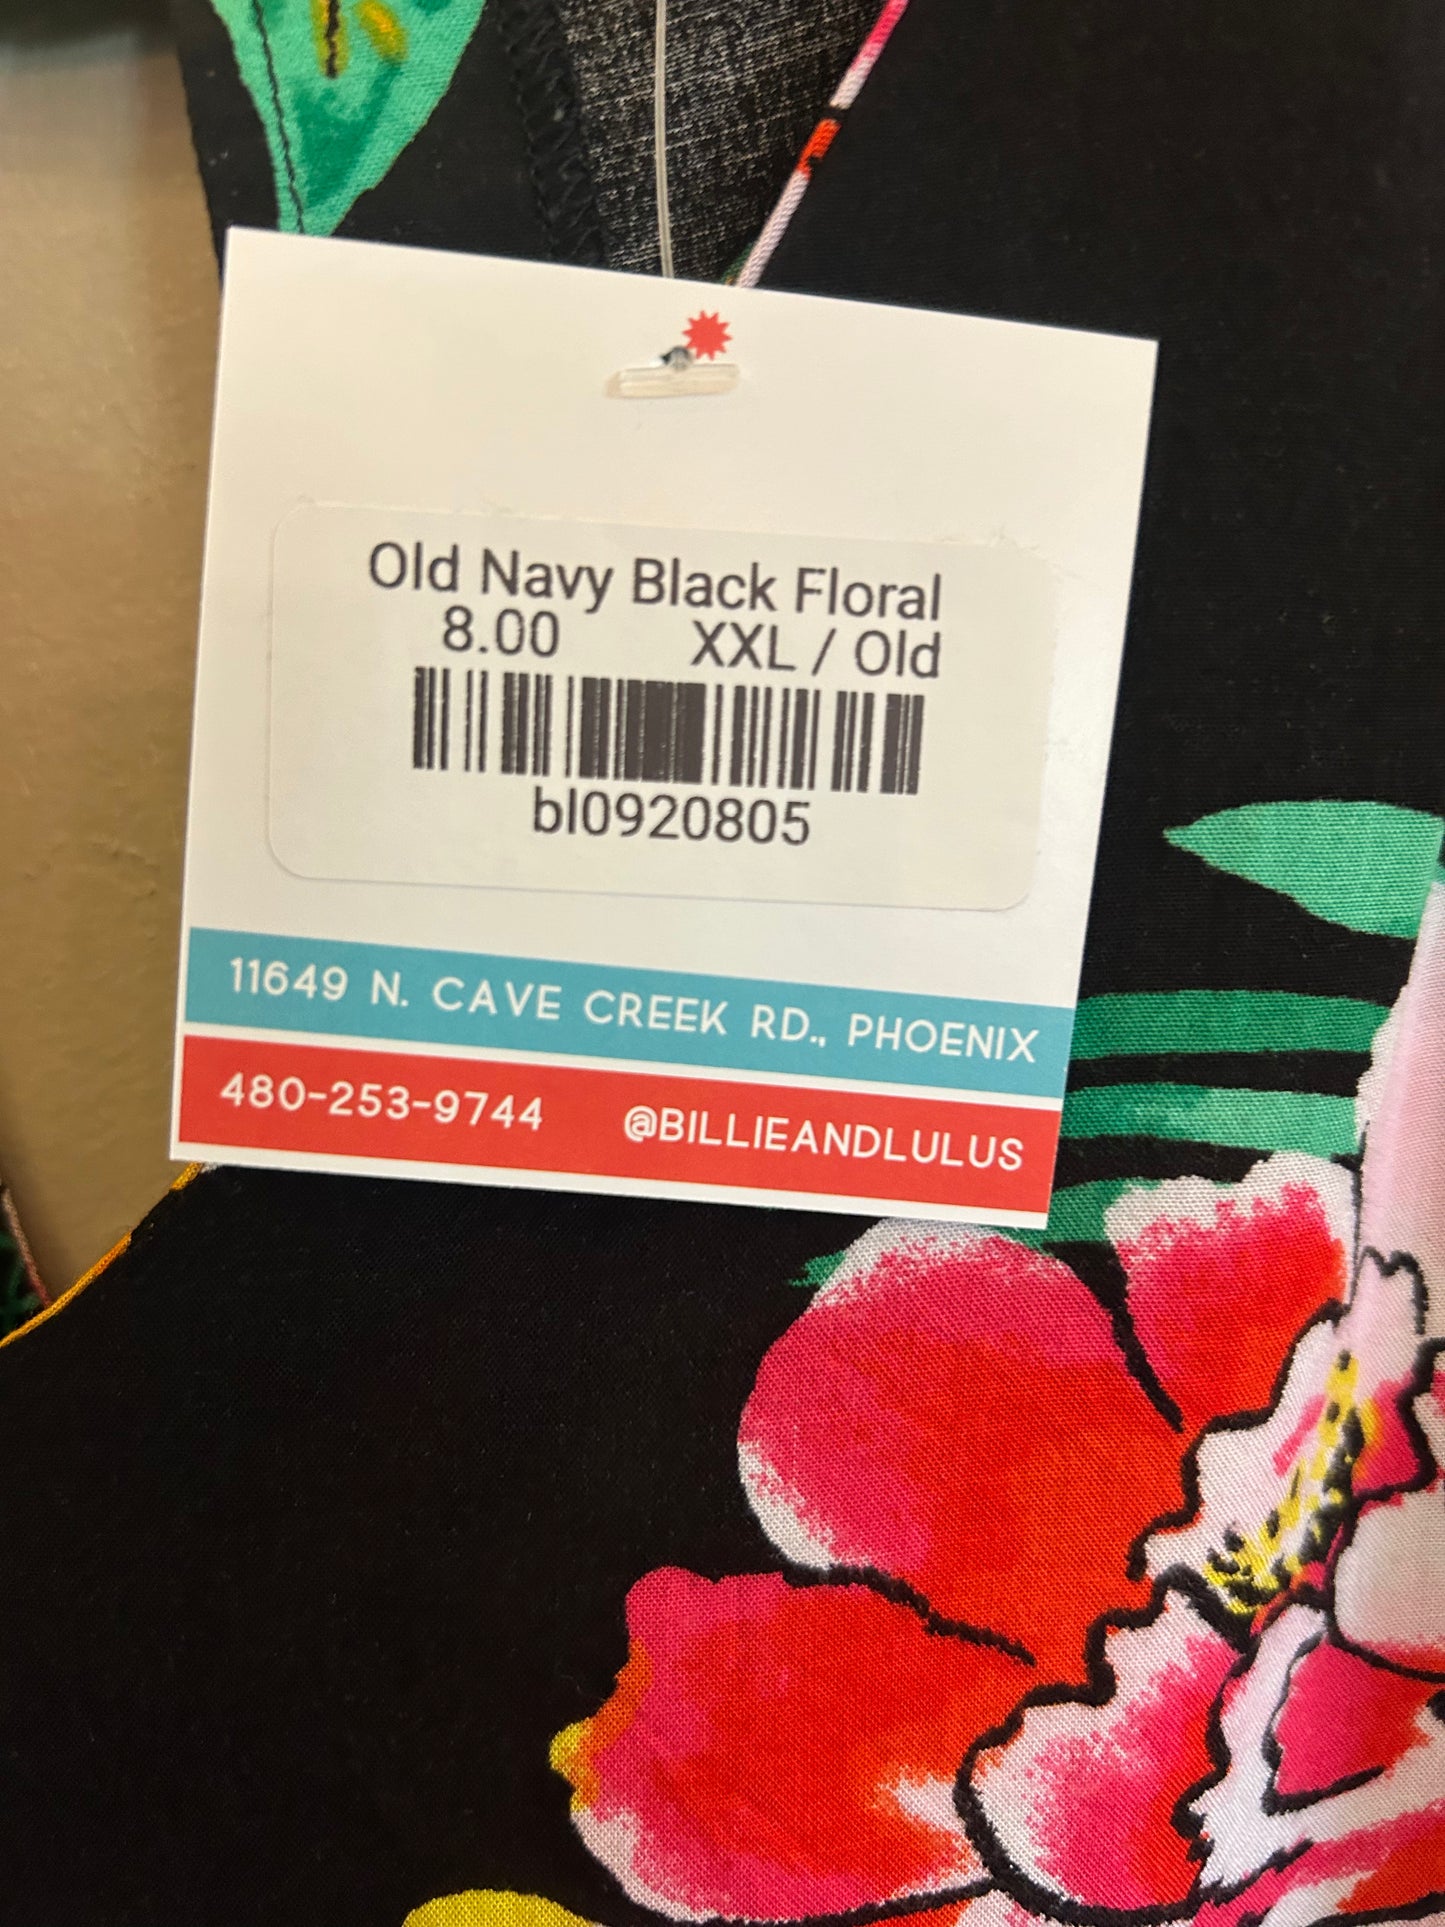 Old Navy Black Floral
8.00 XXL / Old
bl0920805
11649 N. CAVE CREEK RD., PHOENIX
480-253-9744 @BILLIEANDLULUS